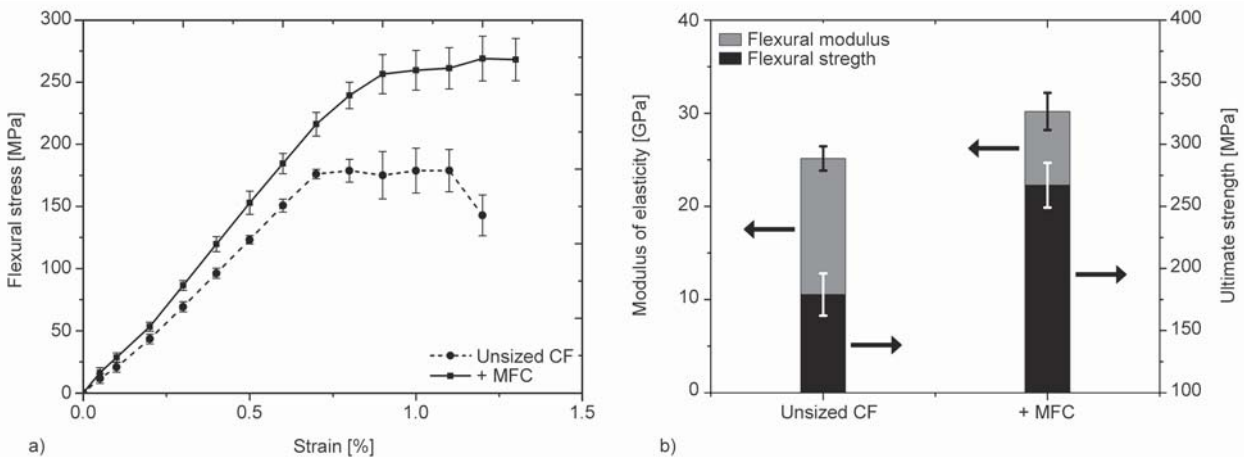 300
250
200
150
100
50
0
Flexural stress [MPa]
Unsized CF
+ MFC
0.0
0.5
1.0
1.5
Strain [%]
a)
50
40
30
20
10
0
Modulus of elasticity [GPa]
Flexural modulus
Flexural stregth
400
350
300
250
200
150
100
Ultimate strength [MPa]
Unsized CF
+ MFC
b)